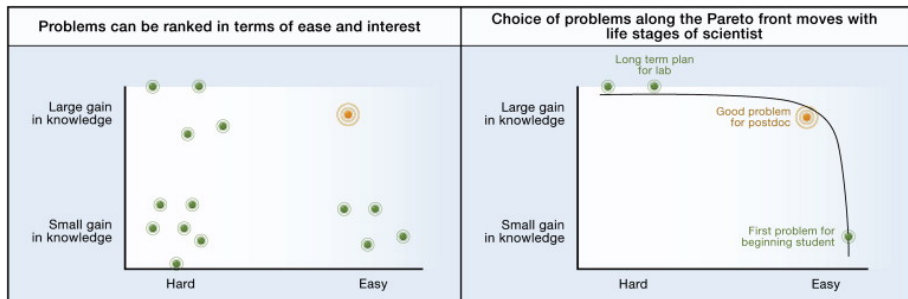 Problems can be ranked in terms of ease and interest
Large gain
in knowledge
Small gain
in knowledge
Hard
Easy
Choice of problems along the Pareto front moves with
life stages of scientist
Long term plan
for lab
Large gain
in knowledge
Good problem
for postdoc
Small gain
in knowledge
First problem for
beginning student
Hard
Easy